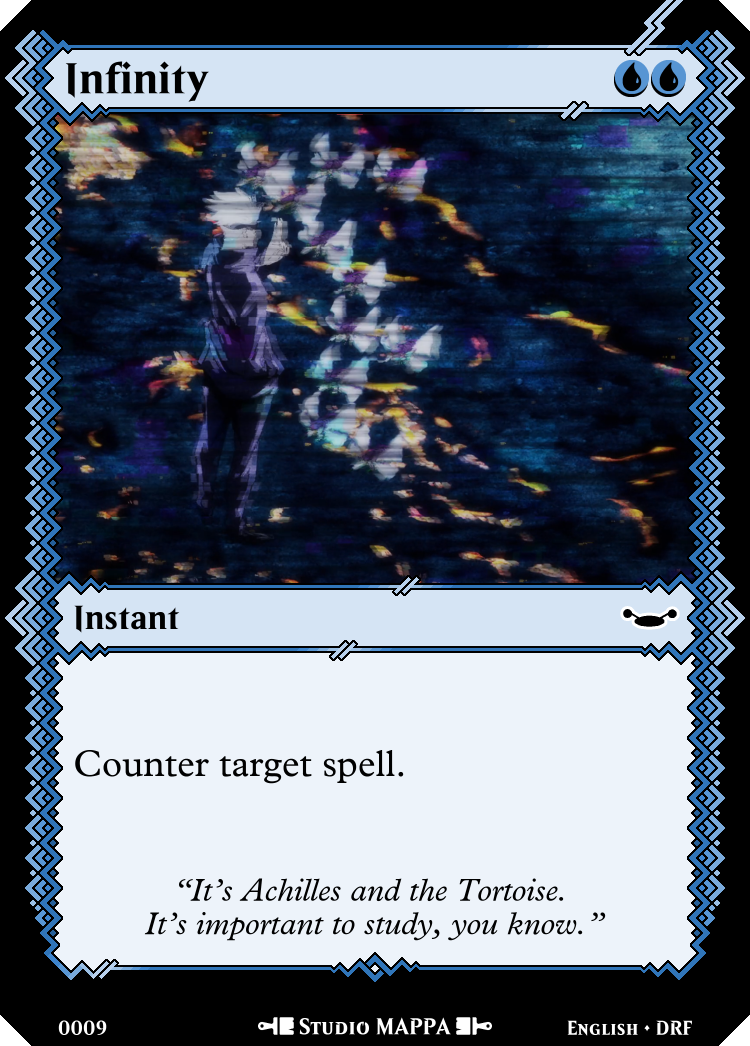 Infinity
Instant
Counter target spell.
“It’s Achilles and the Tortoise.
It’s important to study, you know.”
0009 STUDIO MAPPA ENGLISH • DRF